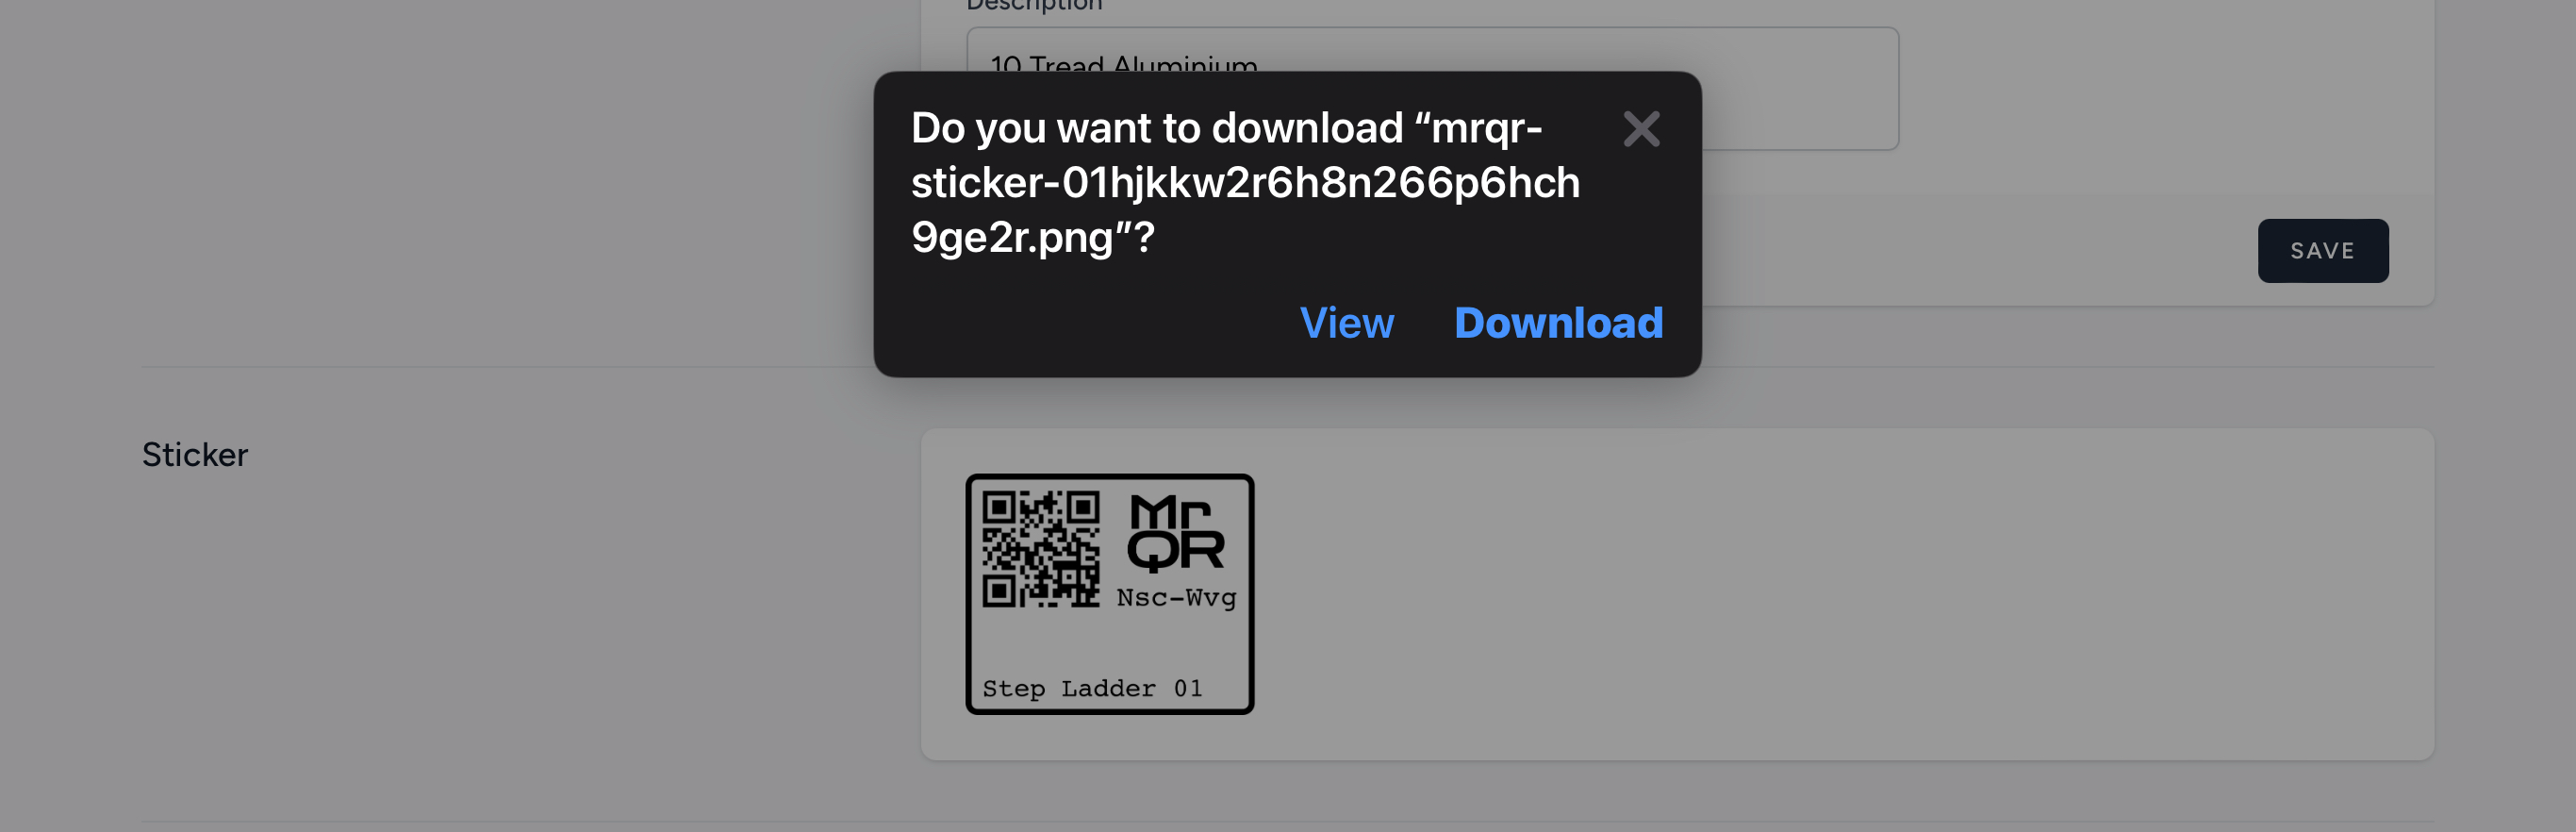 Description
10 Tread Aluminium
Do you want to download “mrqr-
sticker-01hjkkw2r6h8n266p6hch
9ge2r.png”?
View Download
SAVE
Sticker
Mr
QR
Nsc-Wvg
Step Ladder 01